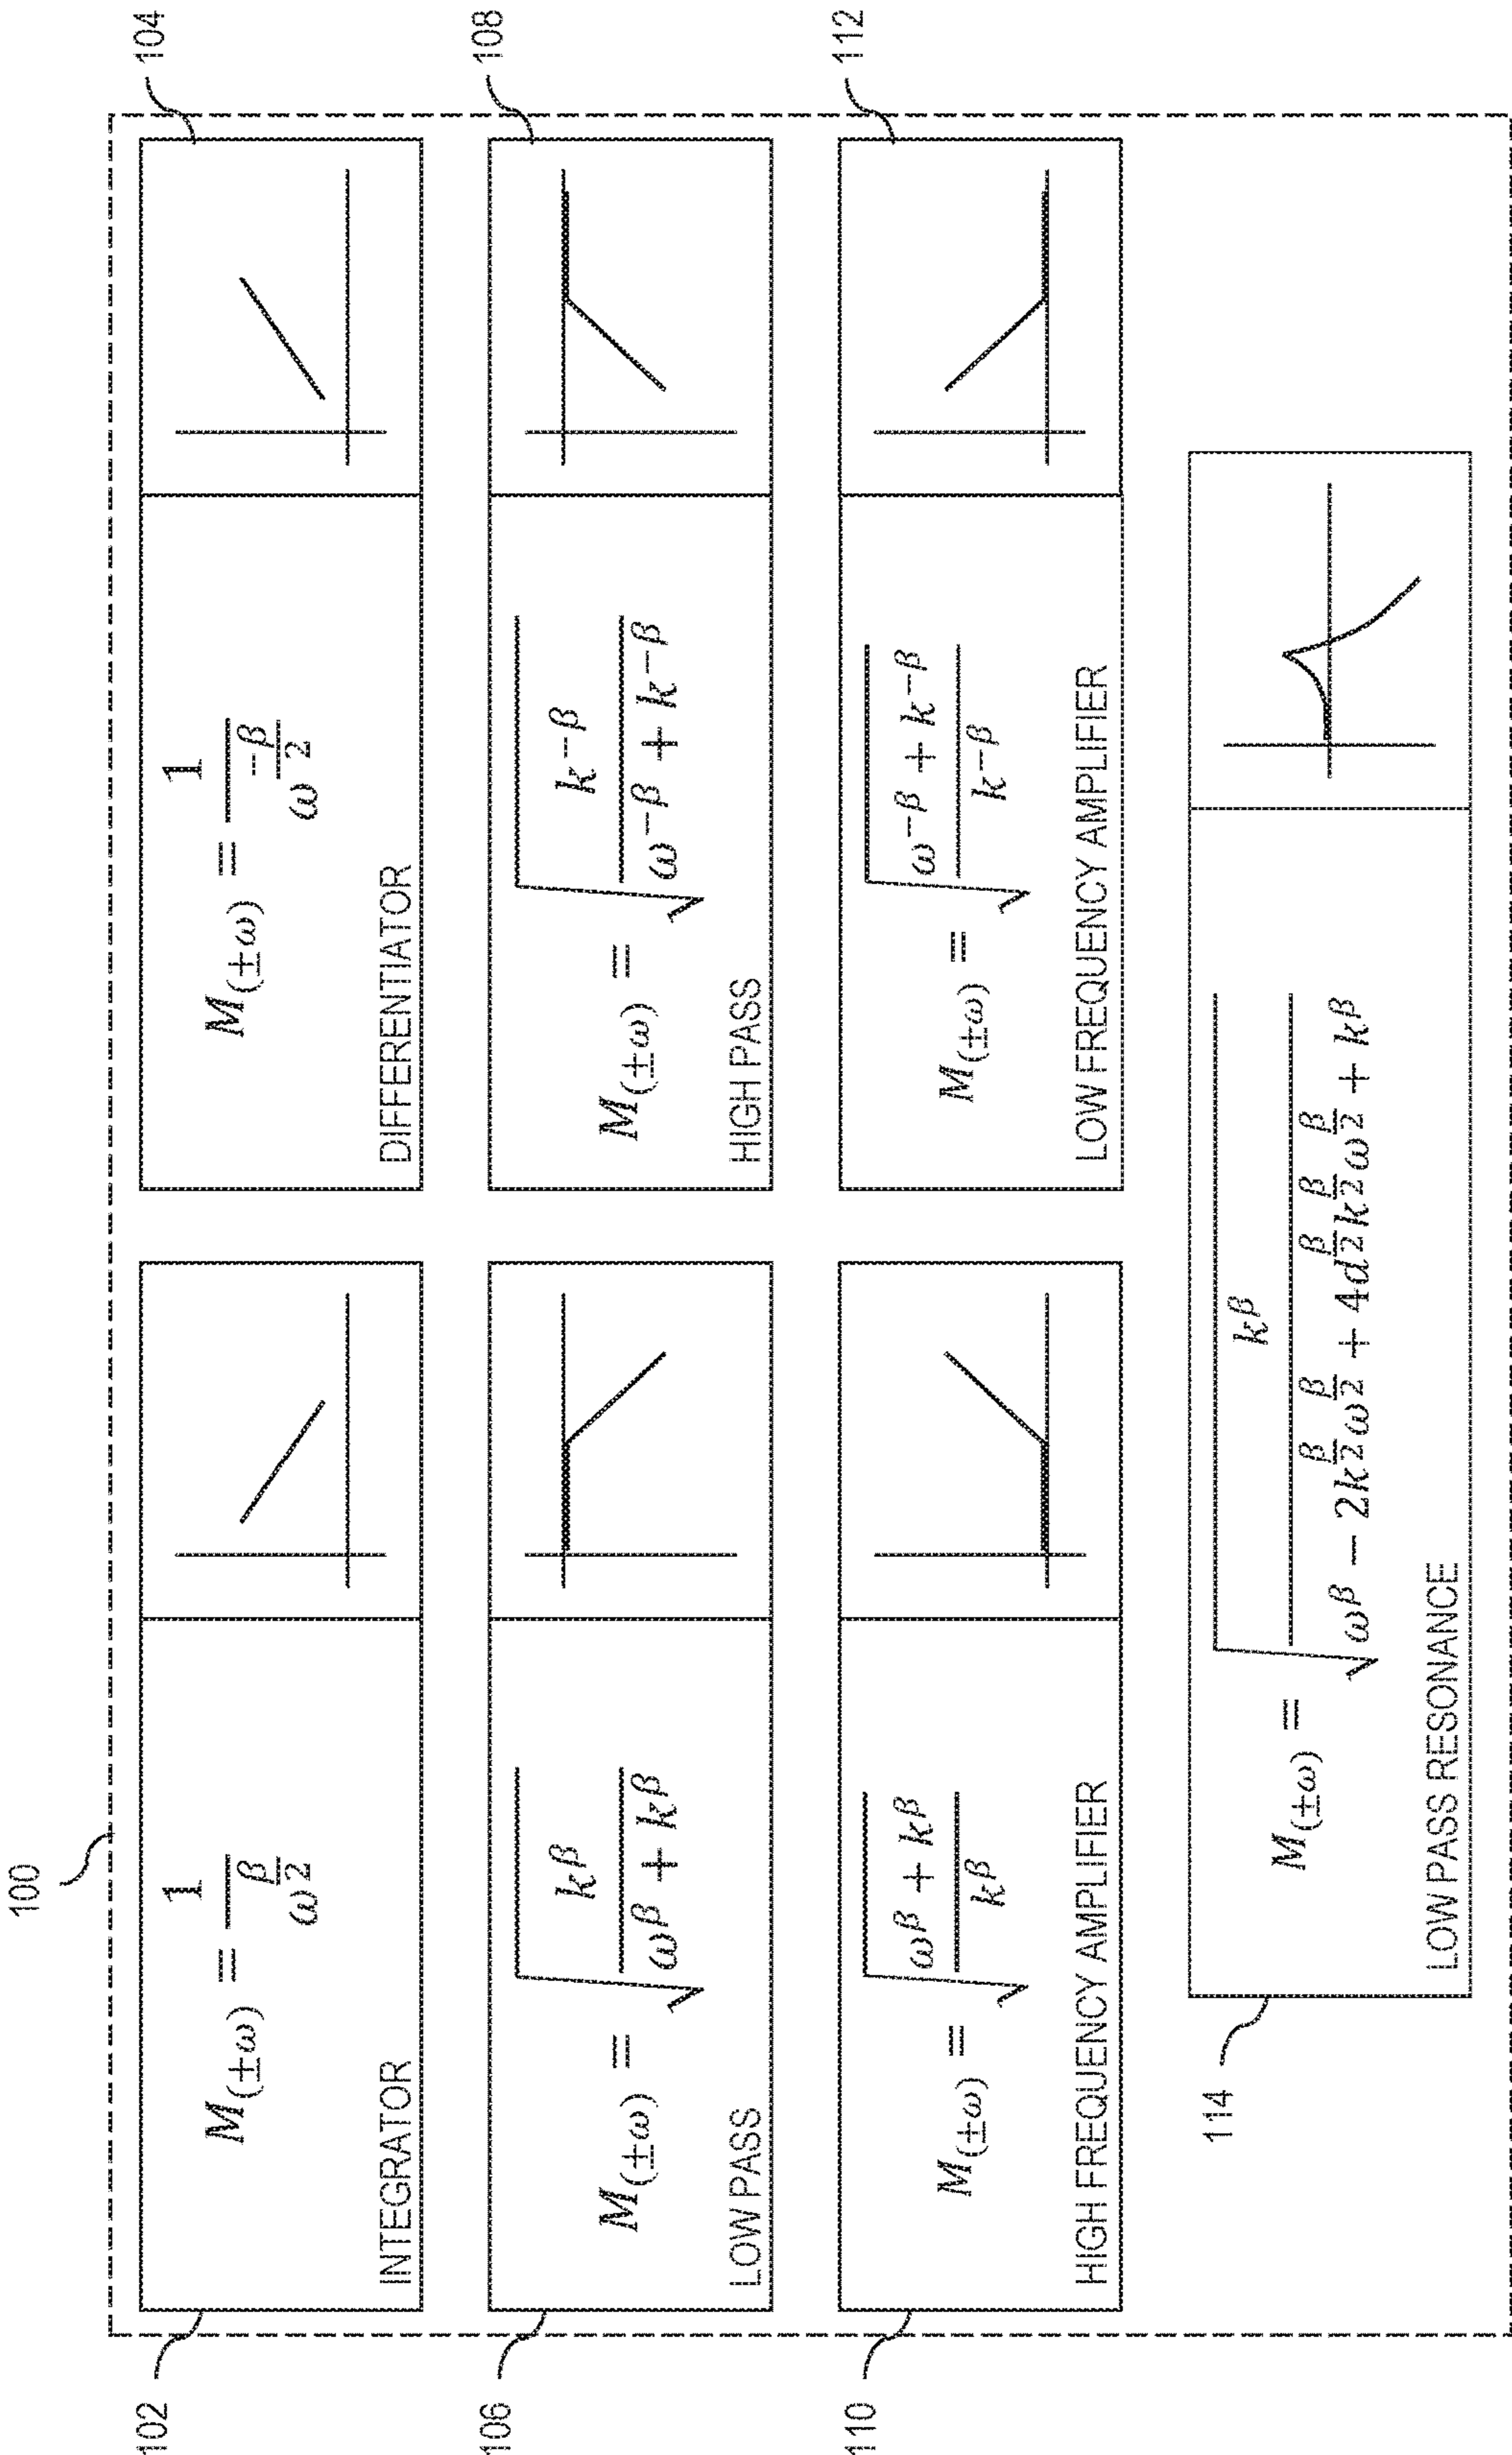 100
102
M(±ω) = 1 / ω^(β/2)
INTEGRATOR
104
M(±ω) = 1 / ω^(-β/2)
DIFFERENTIATOR
106
M(±ω) = √(k^β / (ω^β + k^β))
LOW PASS
108
M(±ω) = √(k^-β / (ω^-β + k^-β))
HIGH PASS
110
M(±ω) = √((ω^β + k^β) / k^β)
HIGH FREQUENCY AMPLIFIER
112
M(±ω) = √((ω^-β + k^-β) / k^-β)
LOW FREQUENCY AMPLIFIER
114
M(±ω) = √(k^β / (ω^β − 2k^(β/2)ω^(β/2) + 4d^(β/2)k^(β/2)ω^(β/2) + k^β))
LOW PASS RESONANCE